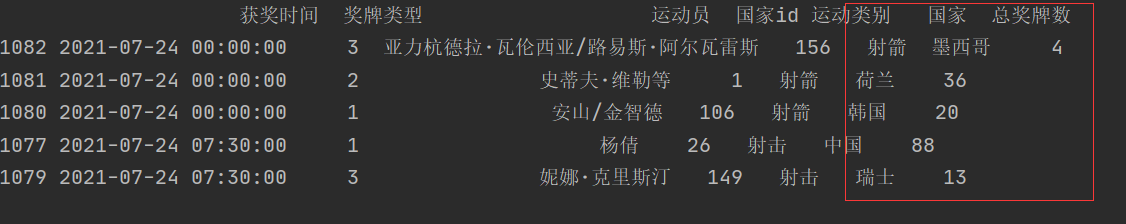 获奖时间 奖牌类型 运动员 国家id 运动类别 国家 总奖牌数
1082 2021-07-24 00:00:00 3 亚力杭德拉·瓦伦西亚/路易斯·阿尔瓦雷斯 156 射箭 墨西哥 4
1081 2021-07-24 00:00:00 2 史蒂夫·维勒等 1 射箭 荷兰 36
1080 2021-07-24 00:00:00 1 安山/金智德 106 射箭 韩国 20
1077 2021-07-24 07:30:00 1 杨倩 26 射击 中国 88
1079 2021-07-24 07:30:00 3 妮娜·克里斯汀 149 射击 瑞士 13